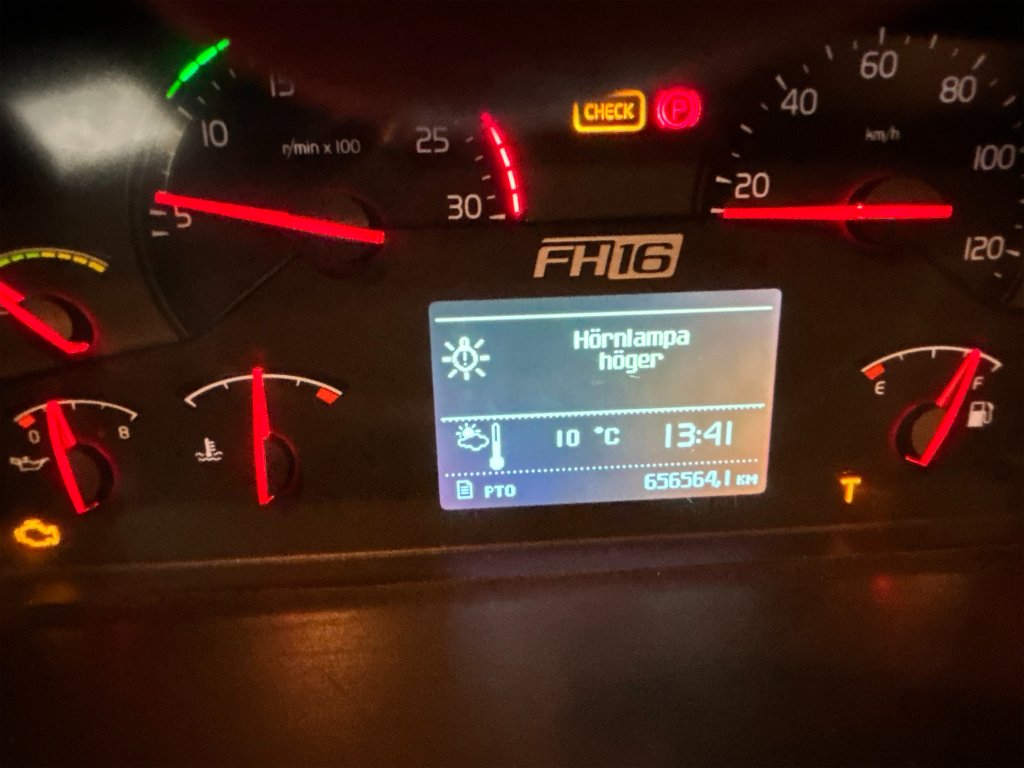 15
10
r/min x 100
25
5
30
CHECK
P
60
40
80
km/h
20
100
120
FH16
Hörnlampa
höger
10 °C 13:41
PTO 656564,1 KM
0 8
E F
T